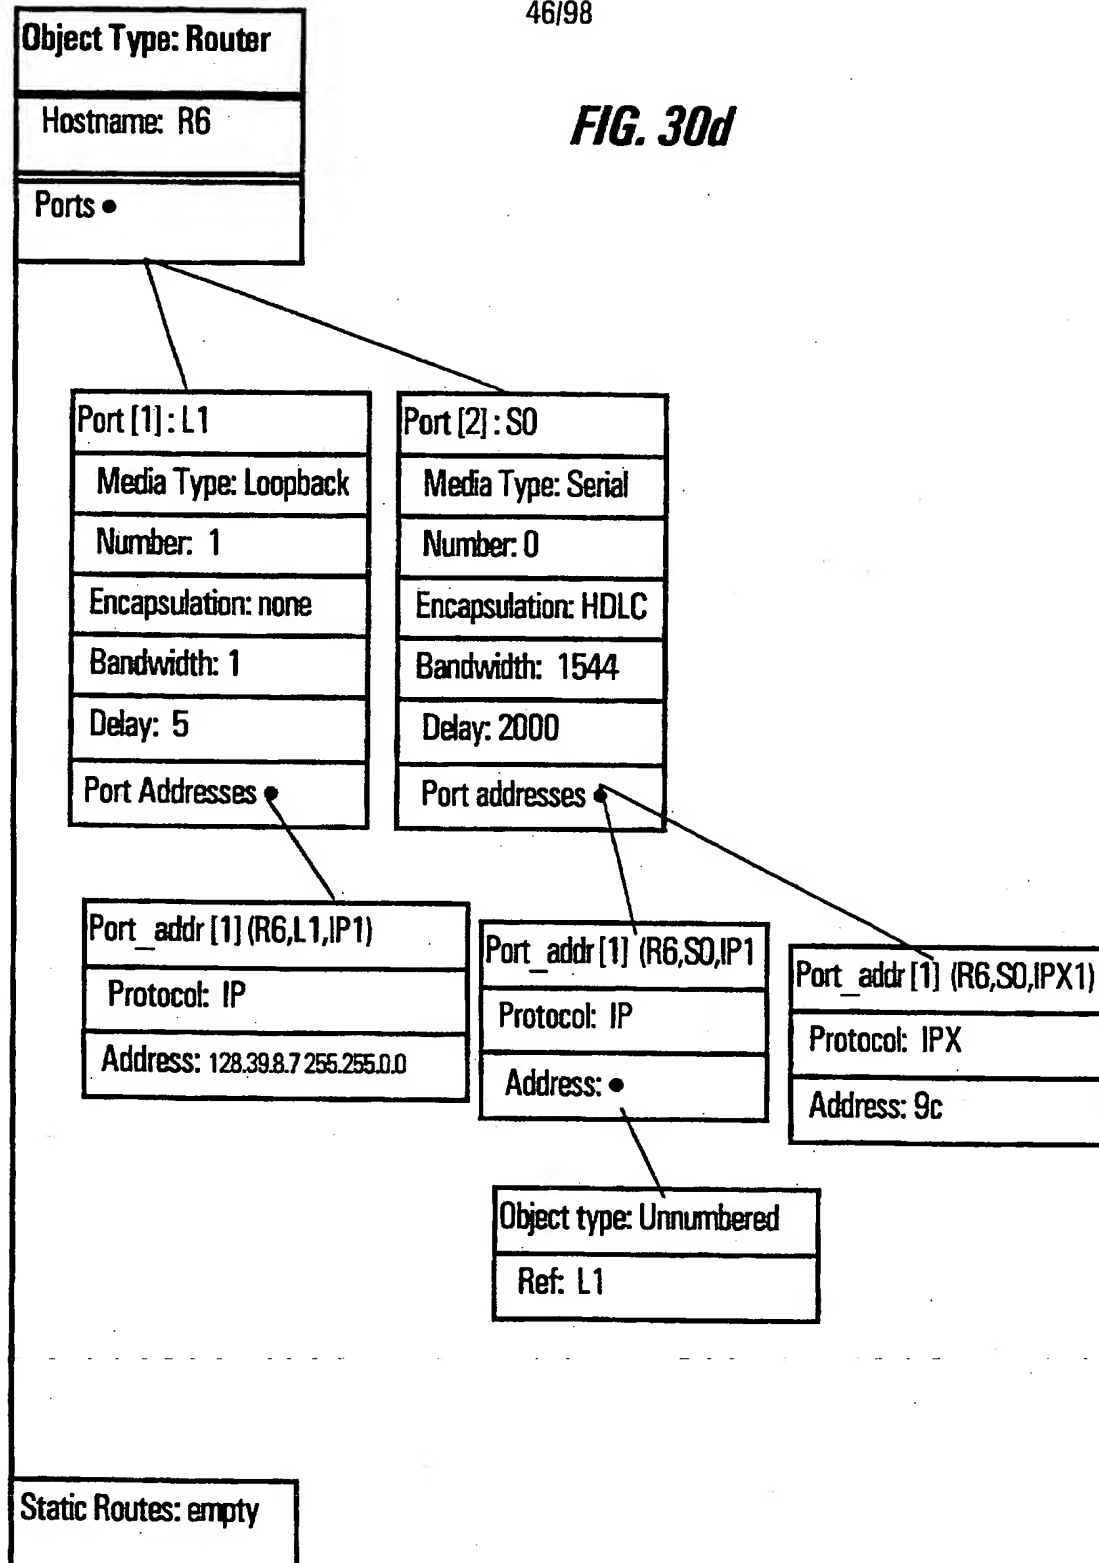 46/98
Object Type: Router
FIG. 30d
Hostname: R6
Ports •
Port [1] : L1
Media Type: Loopback
Number: 1
Encapsulation: none
Bandwidth: 1
Delay: 5
Port Addresses •
Port [2] : S0
Media Type: Serial
Number: 0
Encapsulation: HDLC
Bandwidth: 1544
Delay: 2000
Port addresses •
Port_addr [1] (R6,L1,IP1)
Protocol: IP
Address: 128.39.8.7 255.255.0.0
Port_addr [1] (R6,S0,IP1
Protocol: IP
Address: •
Port_addr [1] (R6,S0,IPX1)
Protocol: IPX
Address: 9c
Object type: Unnumbered
Ref: L1
Static Routes: empty